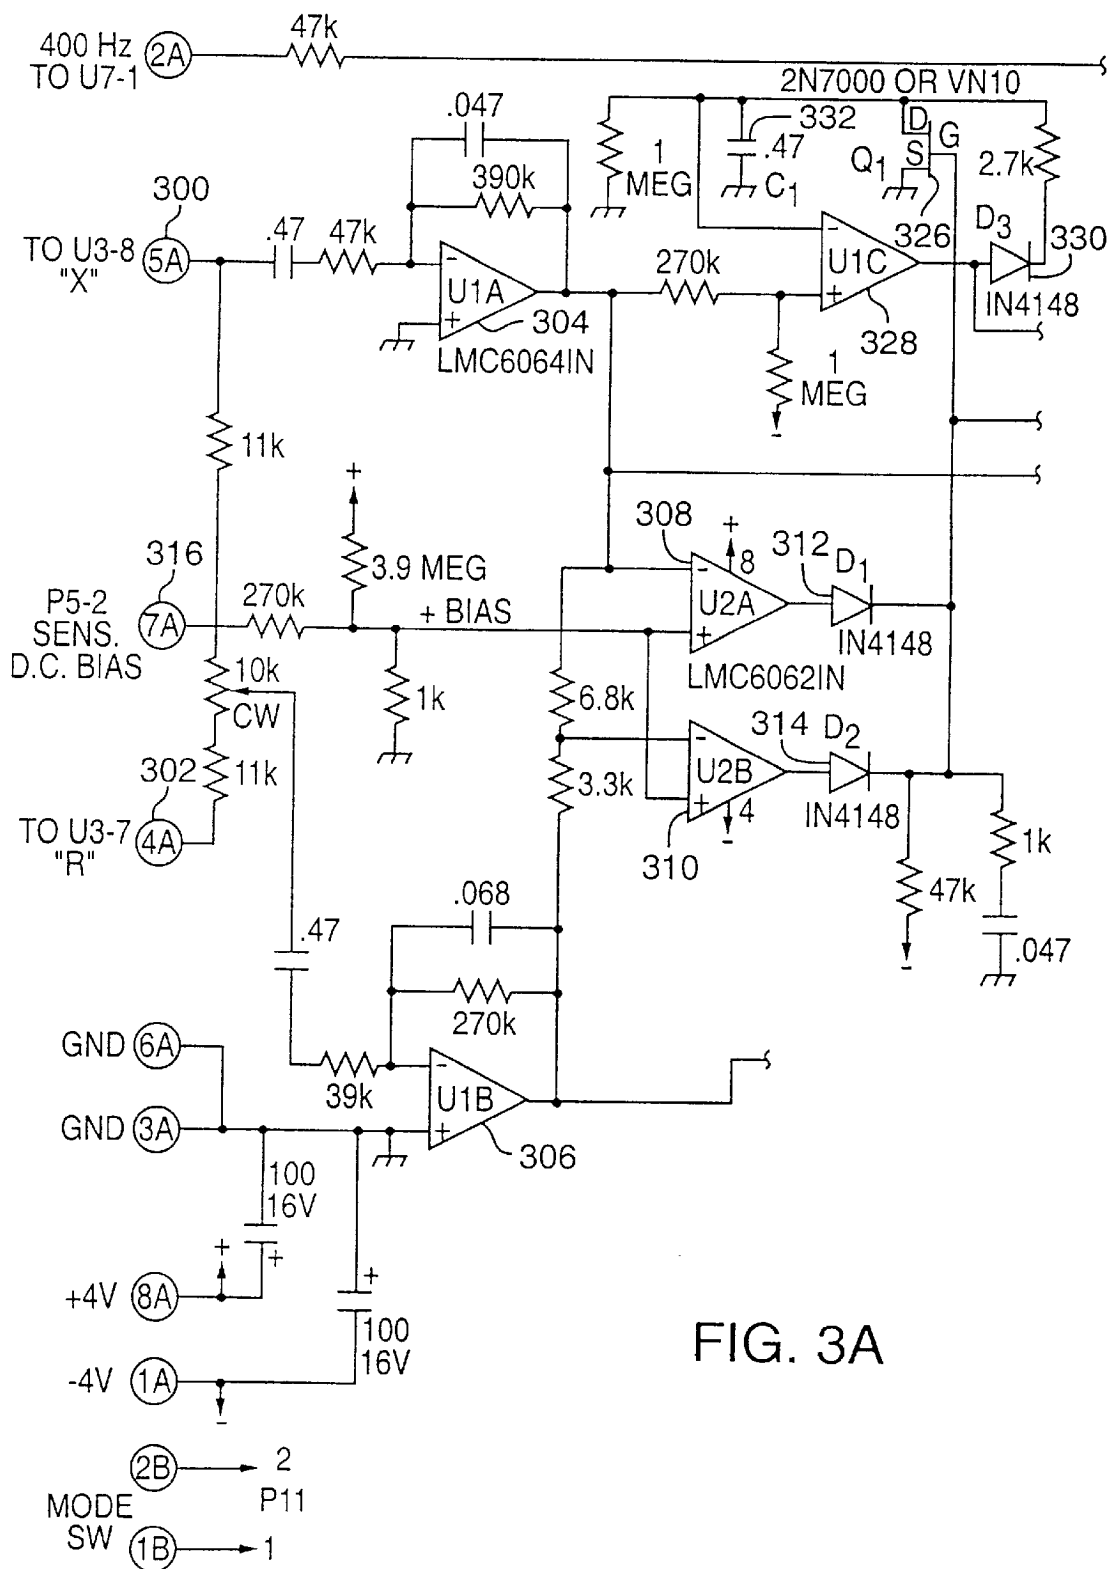 400 Hz
TO U7-1
2A
47k
2N7000 OR VN10
.047
390k
332
.47
C1
1
MEG
D
G
S
Q1
326
2.7k
D3
330
IN4148
300
TO U3-8
"X"
5A
.47
47k
-
U1A
+
304
LMC6064IN
270k
-
U1C
+
328
1
MEG
-
11k
+
3.9 MEG
316
P5-2
SENS.
D.C. BIAS
7A
270k
+ BIAS
1k
308
+
8
-
U2A
+
LMC6062IN
312
D1
IN4148
10k
CW
11k
302
TO U3-7
"R"
4A
6.8k
3.3k
-
U2B
+
4
-
310
314
D2
IN4148
47k
-
1k
.047
.47
.068
270k
39k
-
U1B
+
306
GND 6A
GND 3A
100
16V
+
+
+4V 8A
+
100
16V
-4V 1A
-
FIG. 3A
MODE
SW
2B
2
P11
1B
1